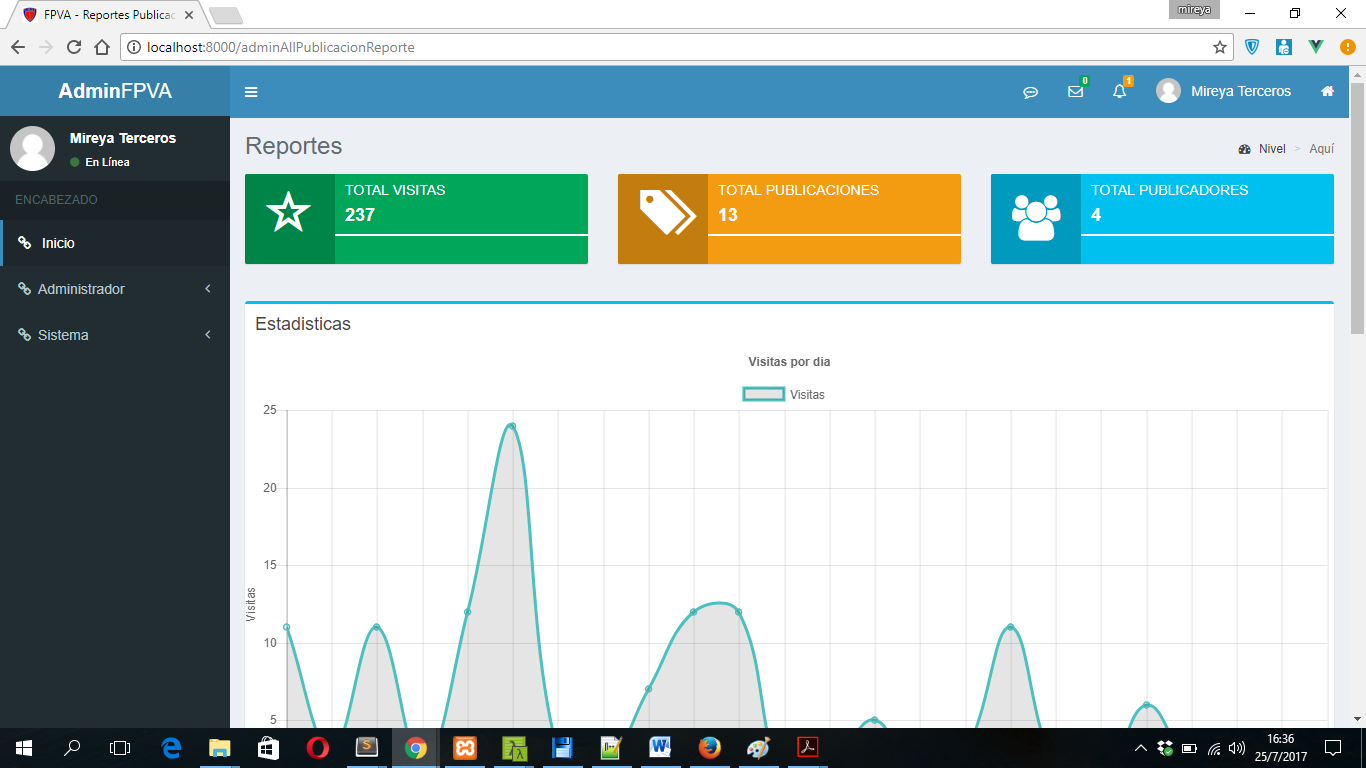 FPVA - Reportes Publicac
mireya
localhost:8000/adminAllPublicacionReporte
AdminFPVA
0
1
Mireya Terceros
Mireya Terceros
En Línea
ENCABEZADO
Inicio
Administrador
Sistema
Reportes
Nivel > Aquí
TOTAL VISITAS
237
TOTAL PUBLICACIONES
13
TOTAL PUBLICADORES
4
Estadisticas
Visitas por dia
Visitas
25
20
15
10
5
Visitas
16:36
25/7/2017